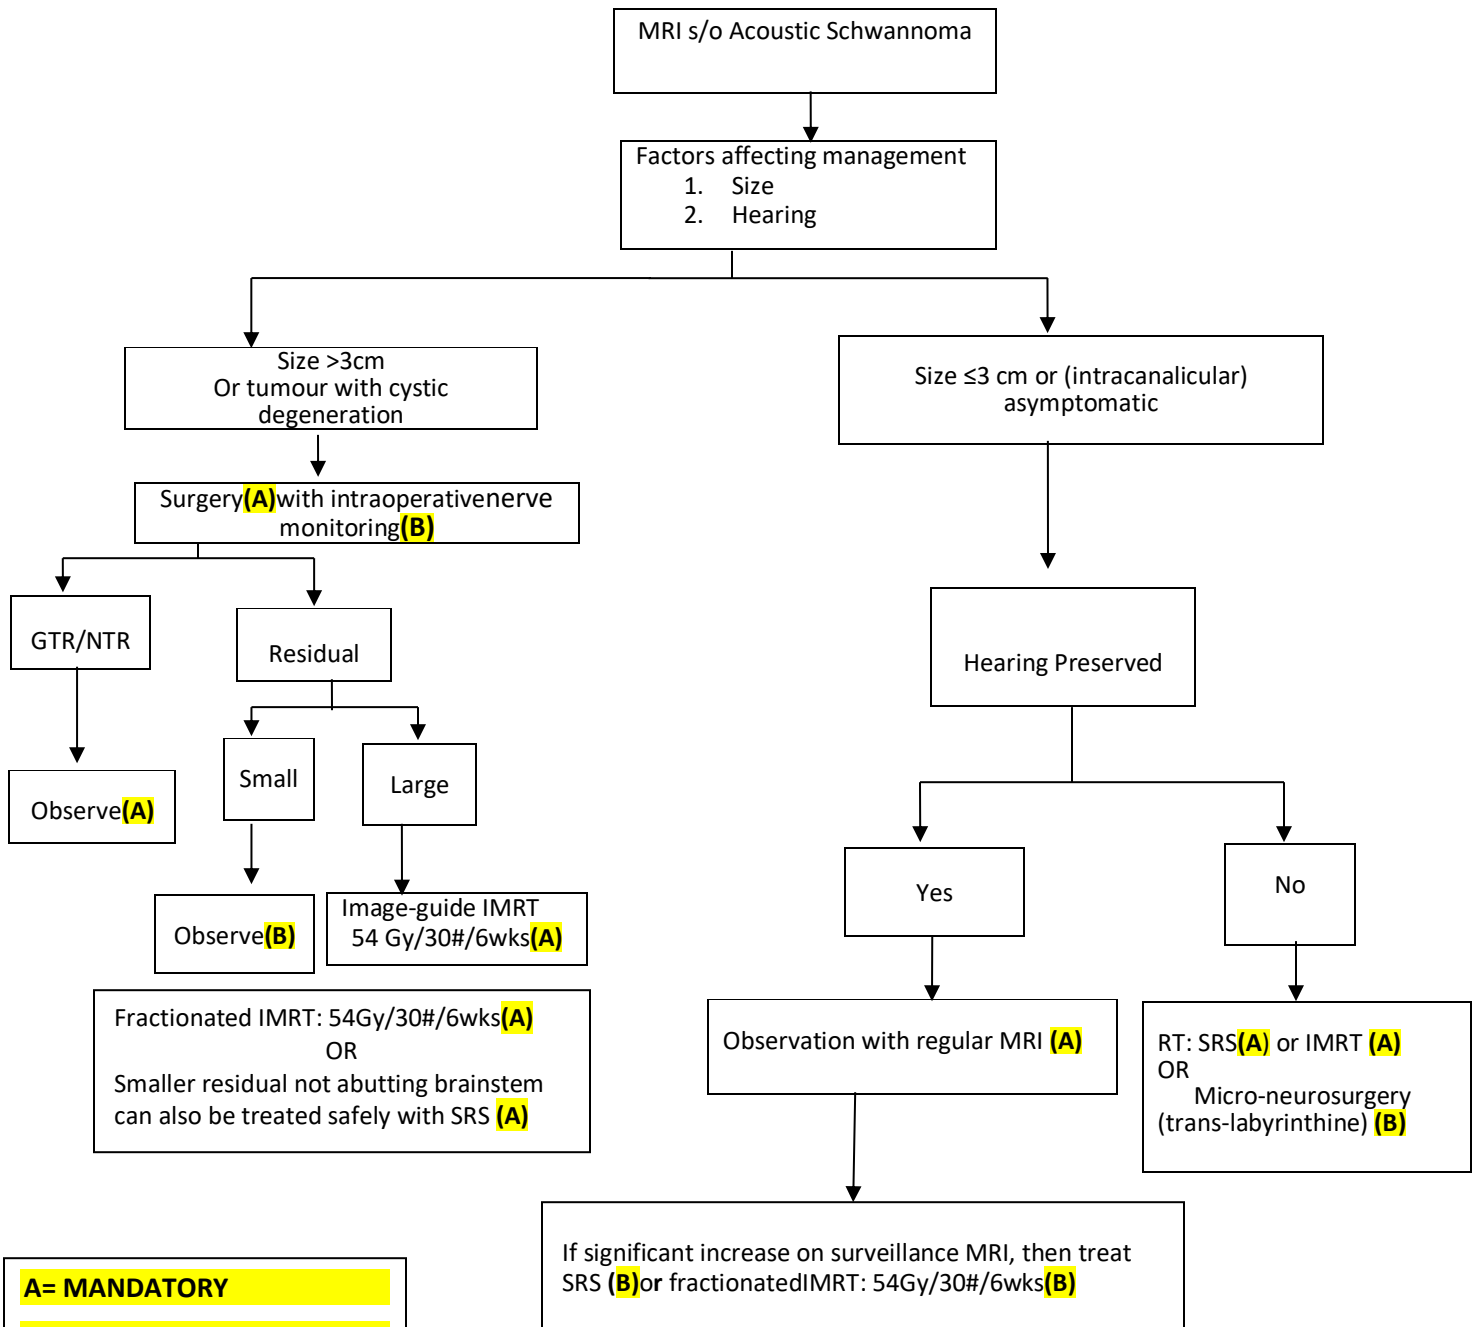 MRI s/o Acoustic Schwannoma
Factors affecting management
1. Size
2. Hearing
Size >3cm
Or tumour with cystic
degeneration
Size ≤3 cm or (intracanalicular)
asymptomatic
Surgery(A)with intraoperativenerve
monitoring(B)
GTR/NTR
Residual
Hearing Preserved
Small
Large
Observe(A)
Yes
No
Observe(B)
Image-guide IMRT
54 Gy/30#/6wks(A)
Fractionated IMRT: 54Gy/30#/6wks(A)
OR
Smaller residual not abutting brainstem
can also be treated safely with SRS (A)
Observation with regular MRI (A)
RT: SRS(A) or IMRT (A)
OR
Micro-neurosurgery
(trans-labyrinthine) (B)
If significant increase on surveillance MRI, then treat
SRS (B)or fractionatedIMRT: 54Gy/30#/6wks(B)
A= MANDATORY